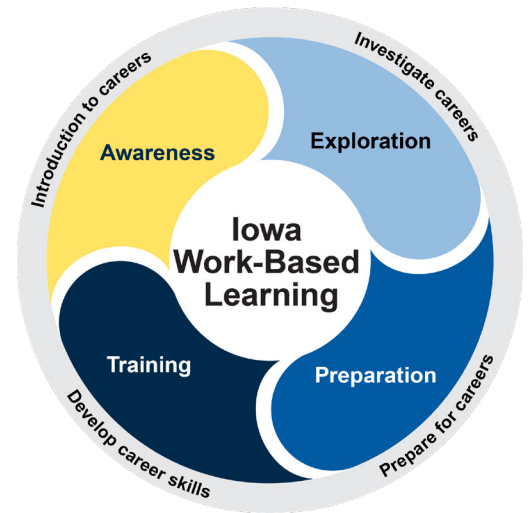 Introduction to careers
Investigate careers
Awareness
Exploration
Iowa
Work-Based
Learning
Training
Preparation
Develop career skills
Prepare for careers